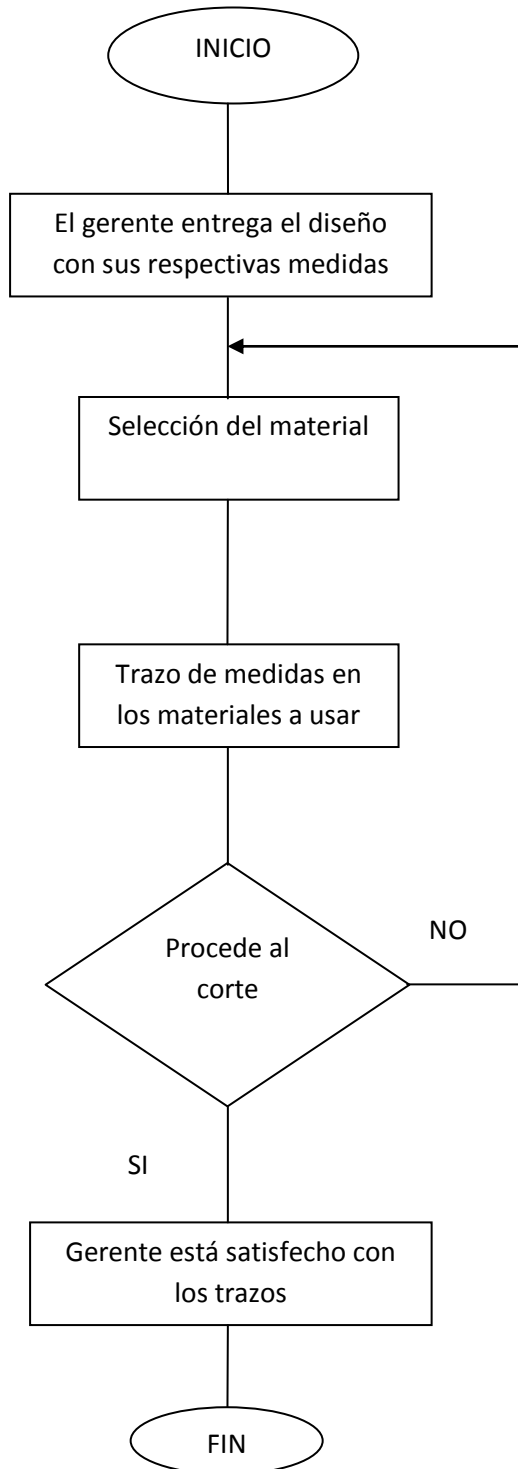 INICIO
El gerente entrega el diseño
con sus respectivas medidas
Selección del material
Trazo de medidas en
los materiales a usar
Procede al
corte
NO
SI
Gerente está satisfecho con
los trazos
FIN